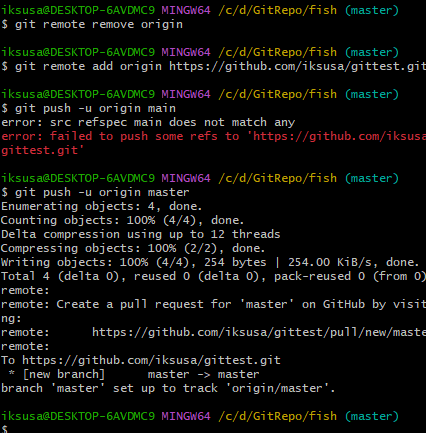 iksusa@DESKTOP-6AVDMC9 MINGW64 /c/d/GitRepo/fish (master)
$ git remote remove origin
iksusa@DESKTOP-6AVDMC9 MINGW64 /c/d/GitRepo/fish (master)
$ git remote add origin https://github.com/iksusa/gittest.git
iksusa@DESKTOP-6AVDMC9 MINGW64 /c/d/GitRepo/fish (master)
$ git push -u origin main
error: src refspec main does not match any
error: failed to push some refs to 'https://github.com/iksusa
gittest.git'
iksusa@DESKTOP-6AVDMC9 MINGW64 /c/d/GitRepo/fish (master)
$ git push -u origin master
Enumerating objects: 4, done.
Counting objects: 100% (4/4), done.
Delta compression using up to 12 threads
Compressing objects: 100% (2/2), done.
Writing objects: 100% (4/4), 254 bytes | 254.00 KiB/s, done.
Total 4 (delta 0), reused 0 (delta 0), pack-reused 0 (from 0)
remote:
remote: Create a pull request for 'master' on GitHub by visit
ng:
remote:      https://github.com/iksusa/gittest/pull/new/maste
remote:
To https://github.com/iksusa/gittest.git
 * [new branch]      master -> master
branch 'master' set up to track 'origin/master'.
iksusa@DESKTOP-6AVDMC9 MINGW64 /c/d/GitRepo/fish (master)
$